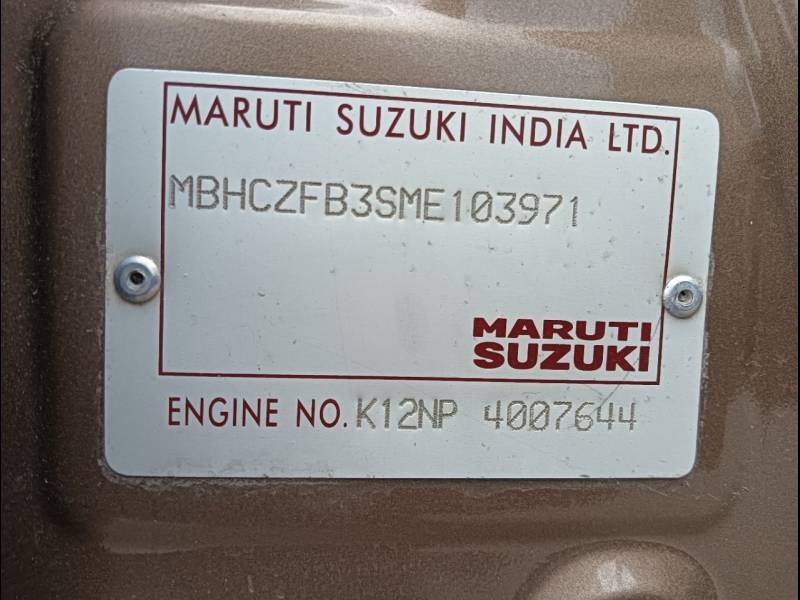 MARUTI SUZUKI INDIA LTD.
MBHCZFB3SME103971
MARUTI
SUZUKI
ENGINE NO. K12NP 4007644